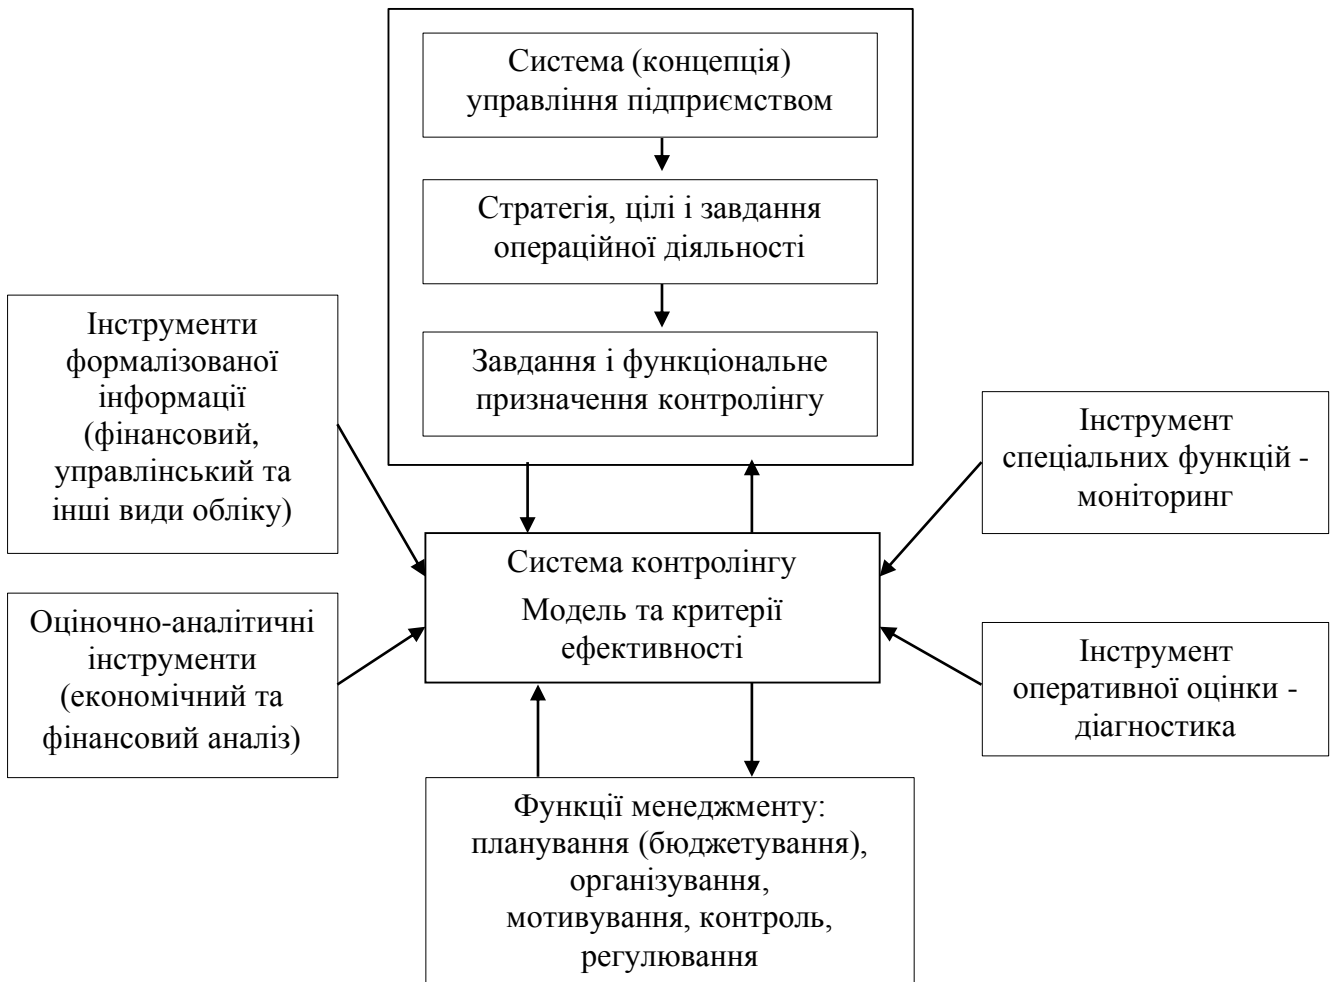 Система (концепція)
управління підприємством
Стратегія, цілі і завдання
операційної діяльності
Завдання і функціональне
призначення контролінгу
Інструменти
формалізованої
інформації
(фінансовий,
управлінський та
інші види обліку)
Інструмент
спеціальних функцій -
моніторинг
Система контролінгу
Модель та критерії
ефективності
Оціночно-аналітичні
інструменти
(економічний та
фінансовий аналіз)
Інструмент
оперативної оцінки -
діагностика
Функції менеджменту:
планування (бюджетування),
організування,
мотивування, контроль,
регулювання